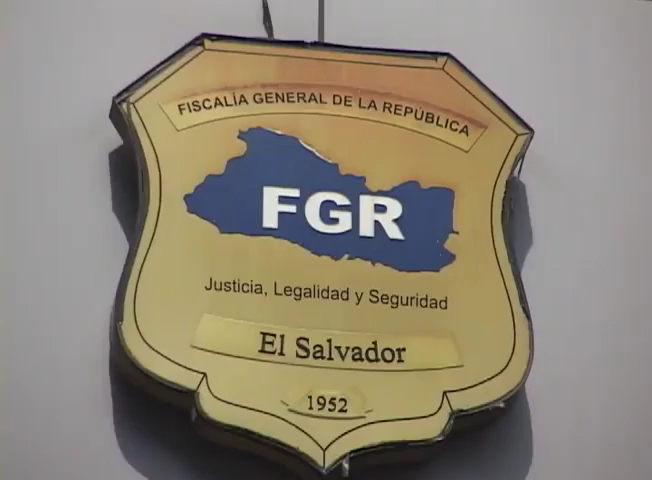 FISCALÍA GENERAL DE LA REPÚBLICA
FGR
Justicia, Legalidad y Seguridad
El Salvador
1952